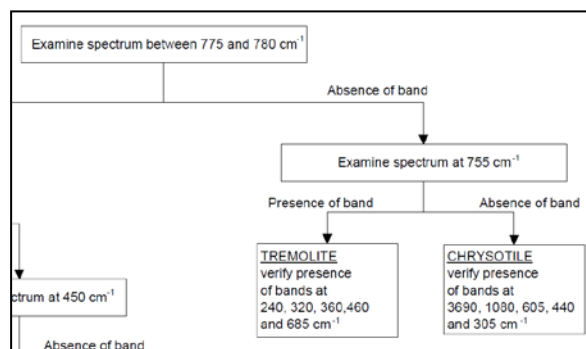 Examine spectrum between 775 and 780 cm⁻¹
Absence of band
Examine spectrum at 755 cm⁻¹
Presence of band
Absence of band
TREMOLITE
verify presence
of bands at
240, 320, 360,460
and 685 cm⁻¹
CHRYSOTILE
verify presence
of bands at
3690, 1080, 605, 440
and 305 cm⁻¹
at 450 cm⁻¹
Absence of band